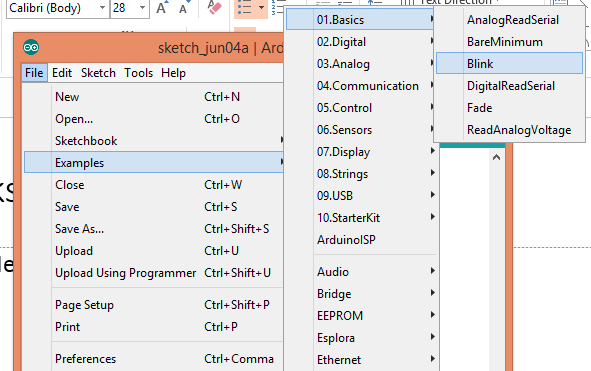 Calibri (Body) 28
Text Direction
sketch_jun04a | Ard
File Edit Sketch Tools Help
New Ctrl+N
Open... Ctrl+O
Sketchbook
Examples
Close Ctrl+W
Save Ctrl+S
Save As... Ctrl+Shift+S
Upload Ctrl+U
Upload Using Programmer Ctrl+Shift+U
Page Setup Ctrl+Shift+P
Print Ctrl+P
Preferences Ctrl+Comma
01.Basics
02.Digital
03.Analog
04.Communication
05.Control
06.Sensors
07.Display
08.Strings
09.USB
10.StarterKit
ArduinoISP
Audio
Bridge
EEPROM
Esplora
Ethernet
AnalogReadSerial
BareMinimum
Blink
DigitalReadSerial
Fade
ReadAnalogVoltage